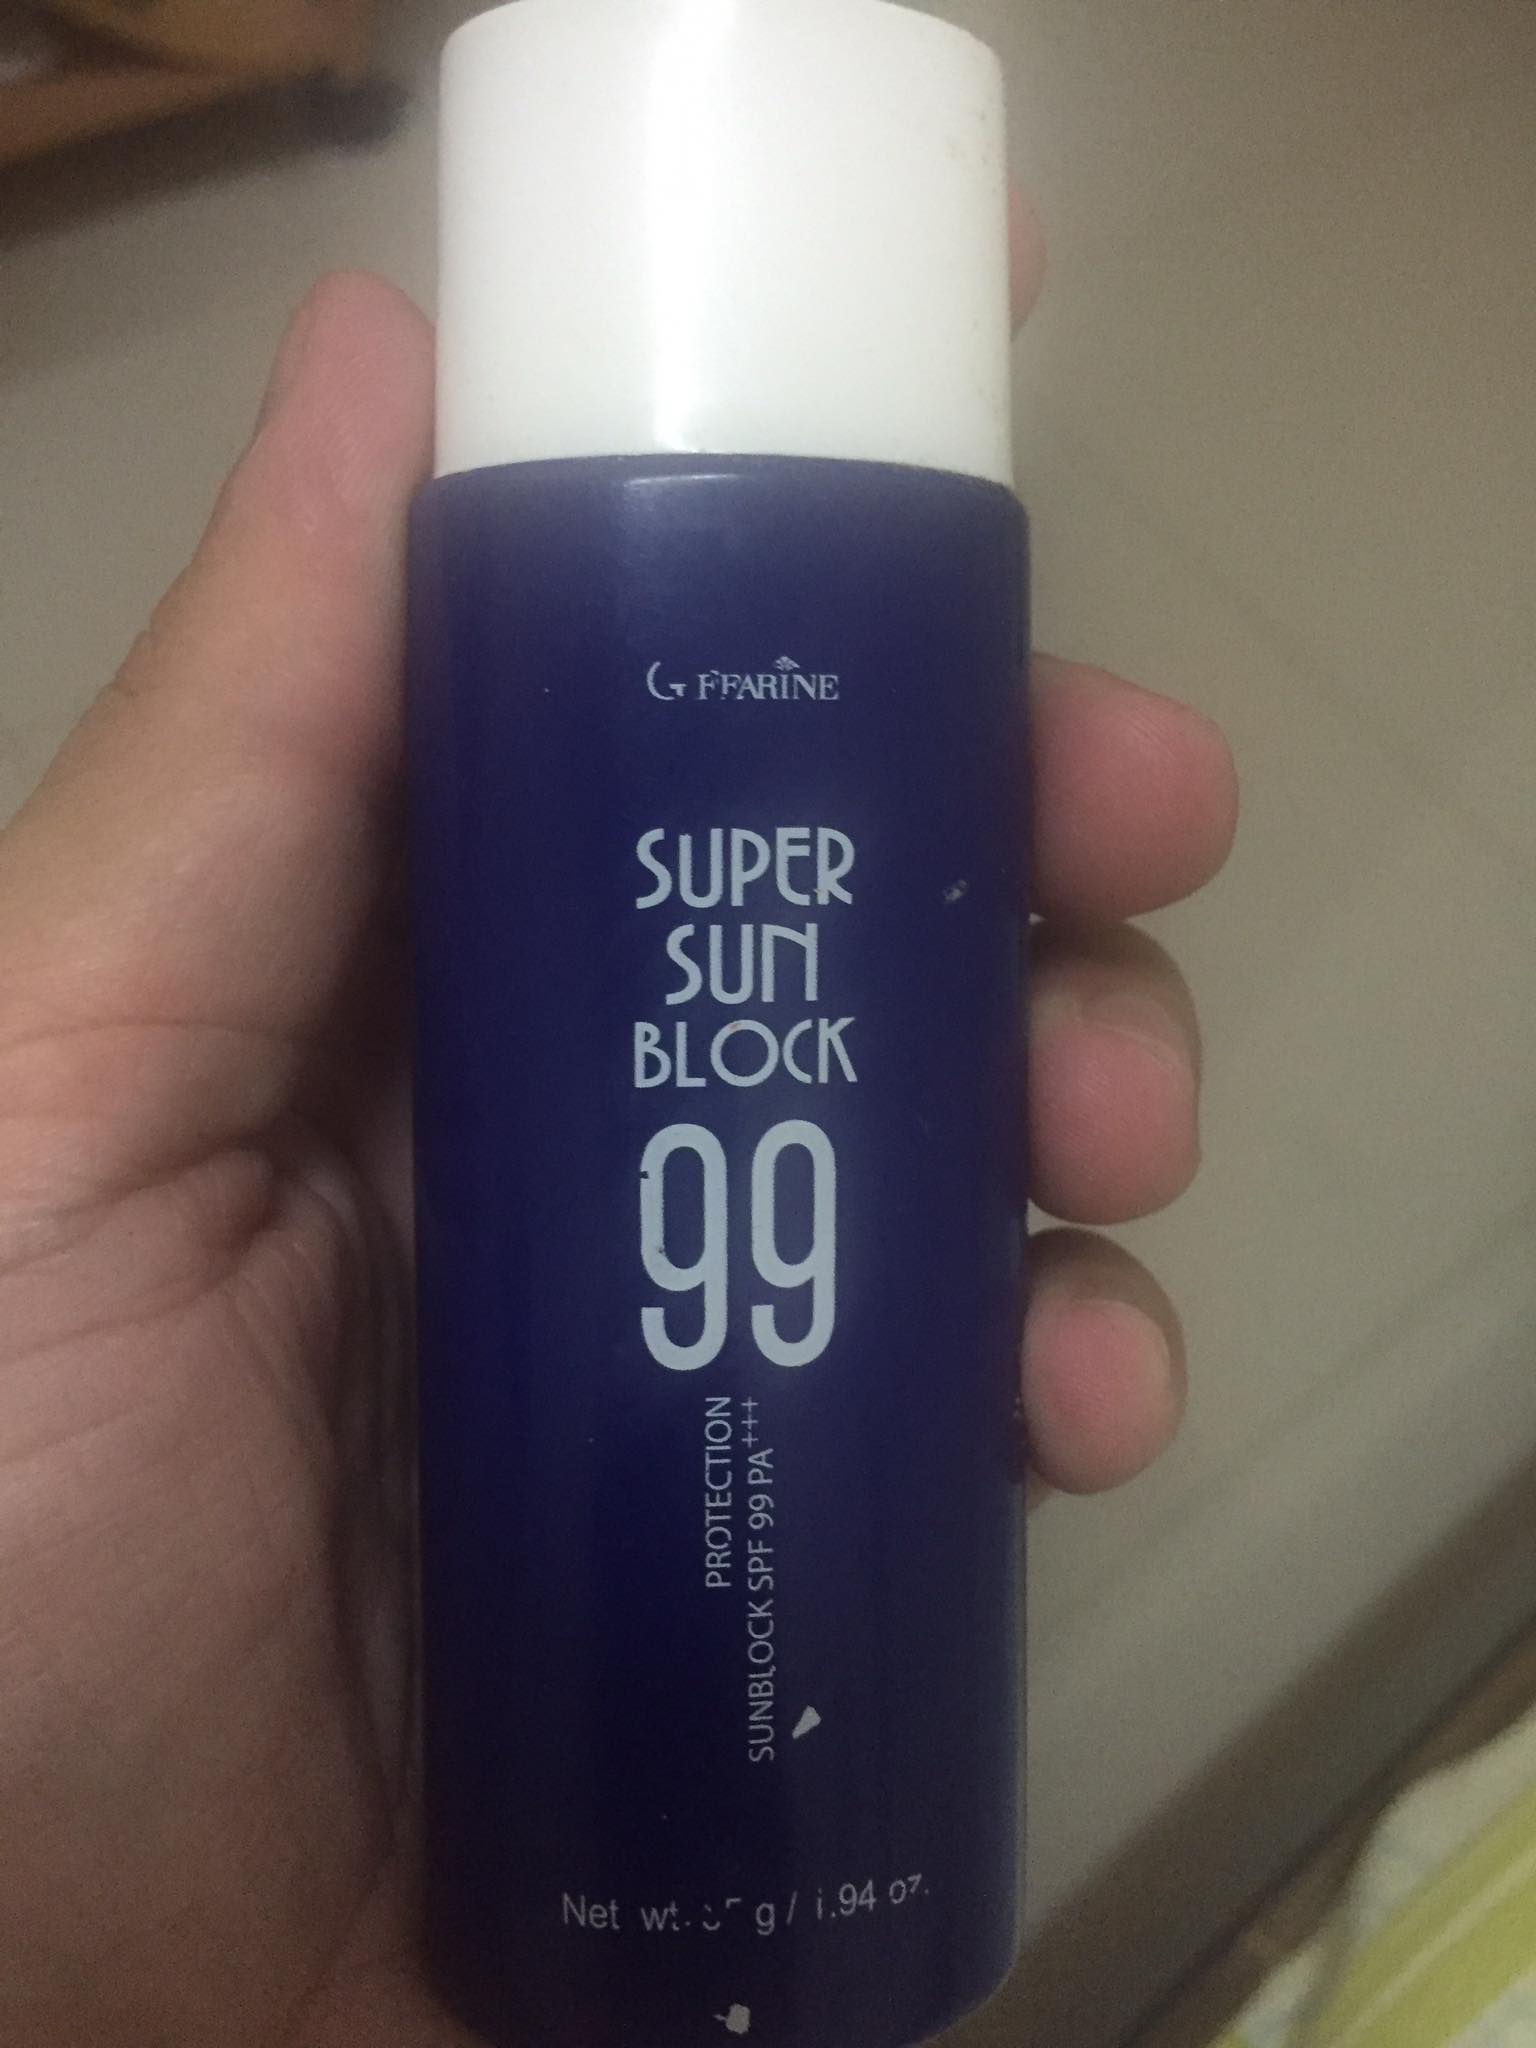 GIFFARINE
SUPER
SUN
BLOCK
99
PROTECTION
SUNBLOCK SPF 99 PA+++
Net wt. g / 1.94 oz.